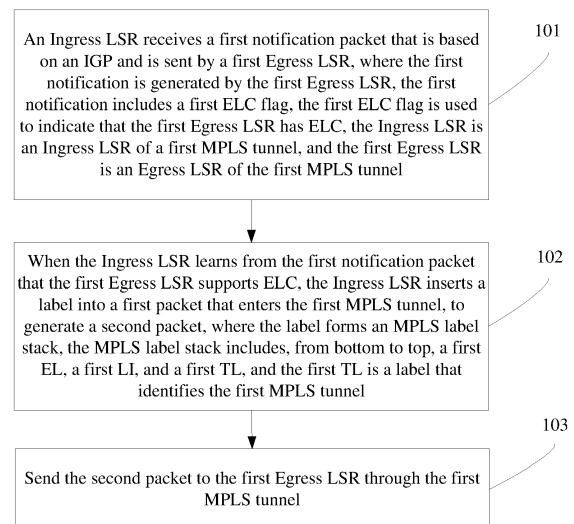 101
An Ingress LSR receives a first notification packet that is based
on an IGP and is sent by a first Egress LSR, where the first
notification is generated by the first Egress LSR, the first
notification includes a first ELC flag, the first ELC flag is used
to indicate that the first Egress LSR has ELC, the Ingress LSR is
an Ingress LSR of a first MPLS tunnel, and the first Egress LSR
is an Egress LSR of the first MPLS tunnel
102
When the Ingress LSR learns from the first notification packet
that the first Egress LSR supports ELC, the Ingress LSR inserts a
label into a first packet that enters the first MPLS tunnel, to
generate a second packet, where the label forms an MPLS label
stack, the MPLS label stack includes, from bottom to top, a first
EL, a first LI, and a first TL, and the first TL is a label that
identifies the first MPLS tunnel
103
Send the second packet to the first Egress LSR through the first
MPLS tunnel